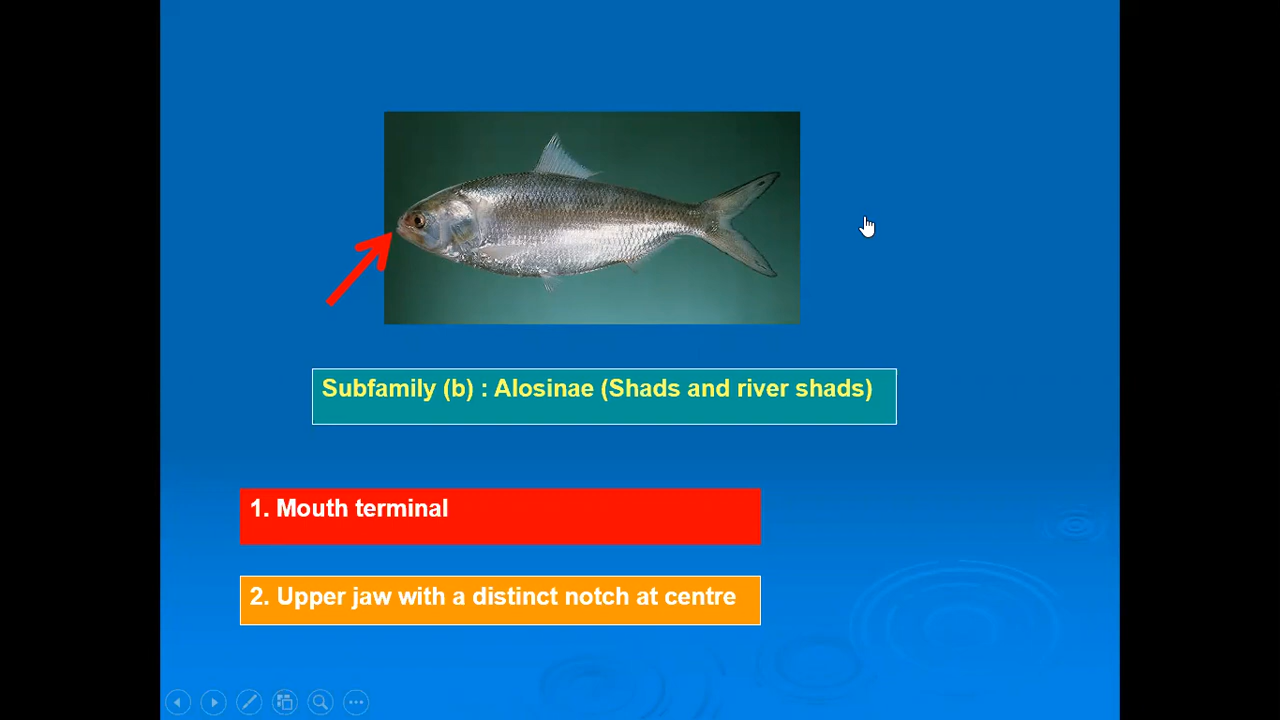 Subfamily (b) : Alosinae (Shads and river shads)
1. Mouth terminal
2. Upper jaw with a distinct notch at centre